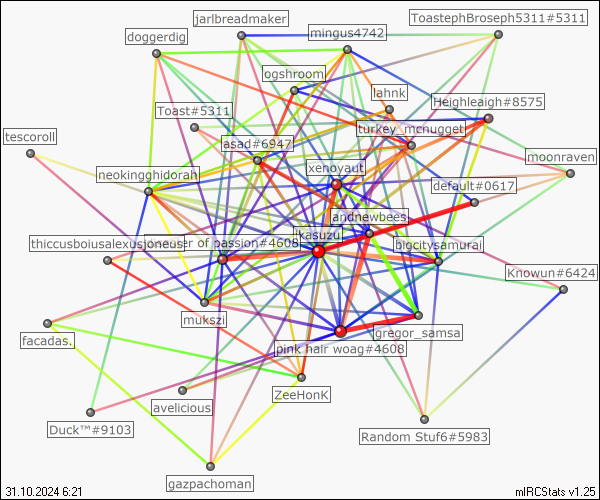 jarlbreadmaker
ToastephBroseph5311#5311
doggerdig
mingus4742
ogshroom
lahnk
Heighleaigh#8575
Toast#5311
turkey_mcnugget
tescoroll
asad#6947
moonraven
neokingghidorah
xenoyaut
default#0617
andnewbees
ikasuzu
thiccusboiusalexusjoneus
user of passion#4608
bigcitysamurai
Knowun#6424
mukszi
gregor_samsa
facadas.
pink hair woag#4608
ZeeHonK
avelicious
Duck™#9103
Random Stuf6#5983
gazpachoman
31.10.2024 6:21
mIRCStats v1.25